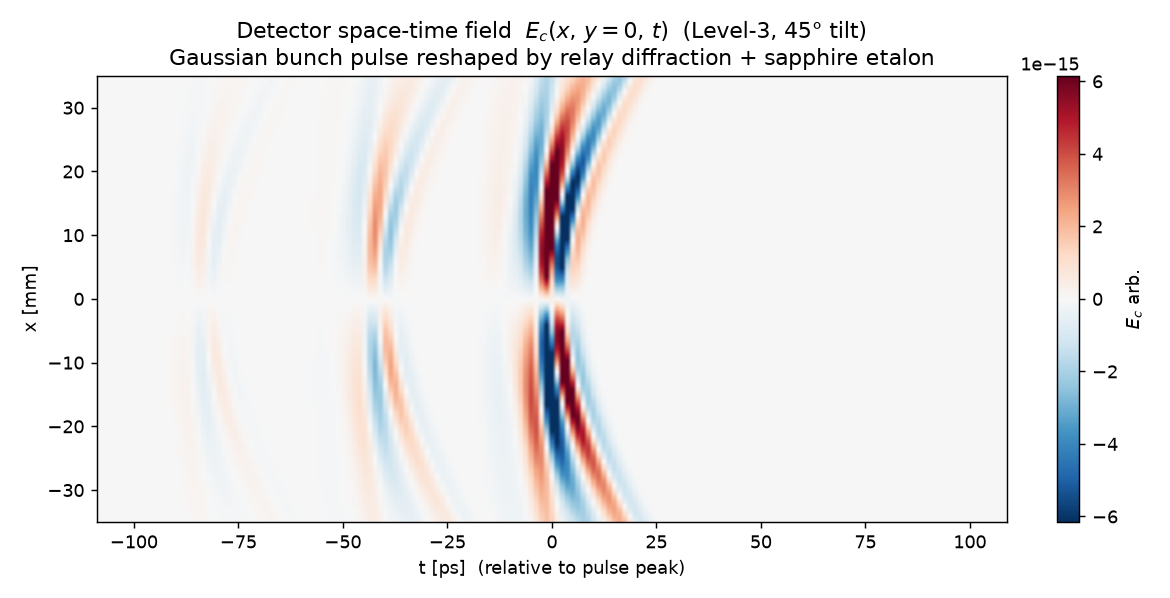 Detector space-time field E_c(x, y = 0, t) (Level-3, 45° tilt)
Gaussian bunch pulse reshaped by relay diffraction + sapphire etalon
1e−15
30
20
10
0
−10
−20
−30
x [mm]
−100 −75 −50 −25 0 25 50 75 100
t [ps] (relative to pulse peak)
6
4
2
0
−2
−4
−6
E_c arb.